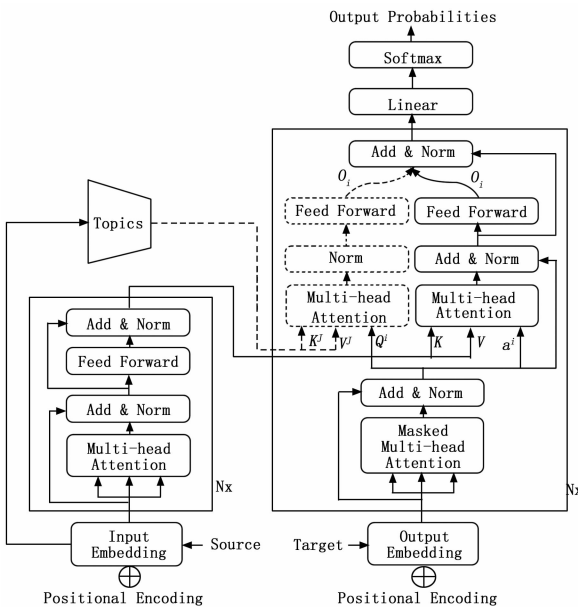 Output Probabilities
Softmax
Linear
Add & Norm
O_i
O_i
Feed Forward
Feed Forward
Topics
Norm
Add & Norm
Multi-head
Attention
Multi-head
Attention
K^J
V^J
Q^i
K
V
a^i
Add & Norm
Feed Forward
Add & Norm
Multi-head
Attention
Nx
Add & Norm
Masked
Multi-head
Attention
Nx
Input
Embedding
Source
Target
Output
Embedding
Positional Encoding
Positional Encoding